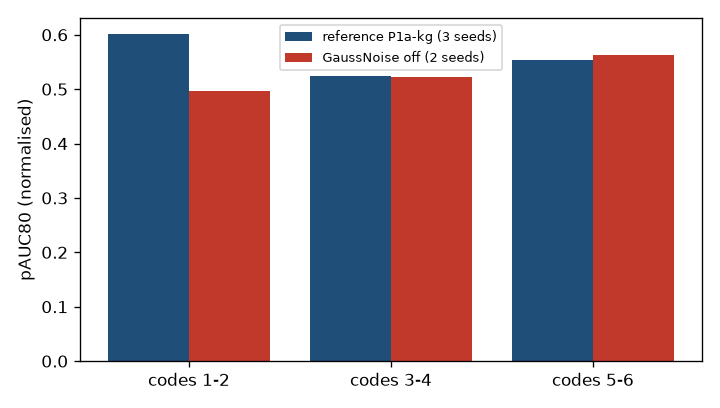 reference P1a-kg (3 seeds)
GaussNoise off (2 seeds)
pAUC80 (normalised)
0.6
0.5
0.4
0.3
0.2
0.1
0.0
codes 1-2
codes 3-4
codes 5-6